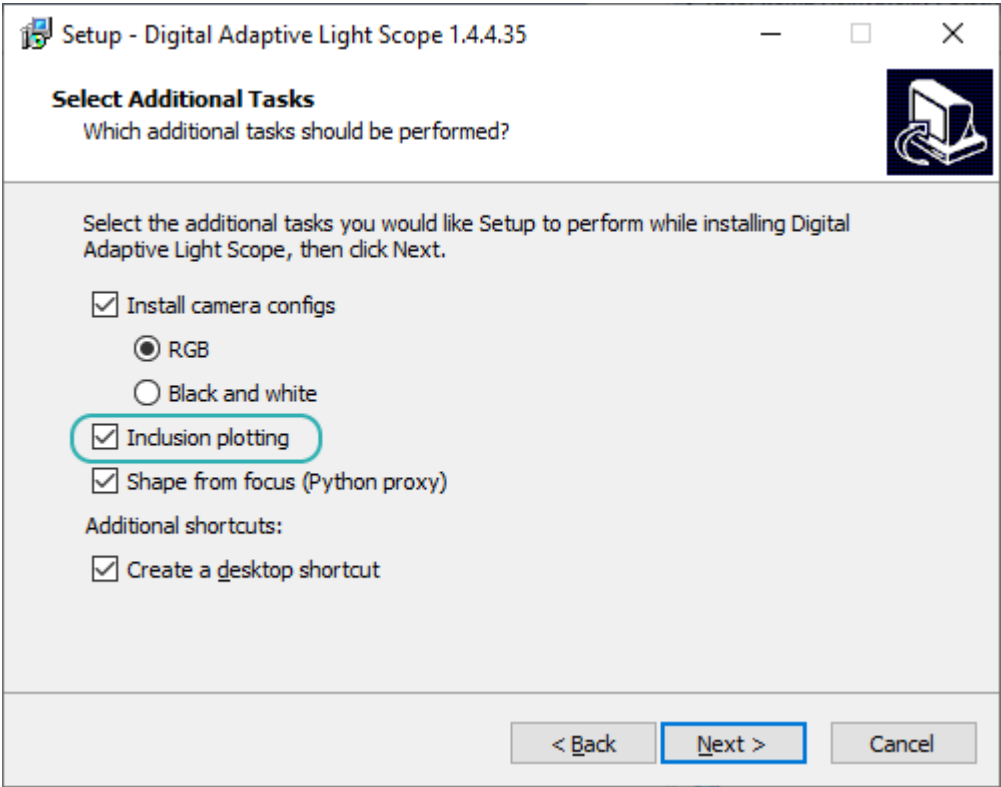 Setup - Digital Adaptive Light Scope 1.4.4.35
Select Additional Tasks
Which additional tasks should be performed?
Select the additional tasks you would like Setup to perform while installing Digital
Adaptive Light Scope, then click Next.
Install camera configs
RGB
Black and white
Inclusion plotting
Shape from focus (Python proxy)
Additional shortcuts:
Create a desktop shortcut
< Back
Next >
Cancel